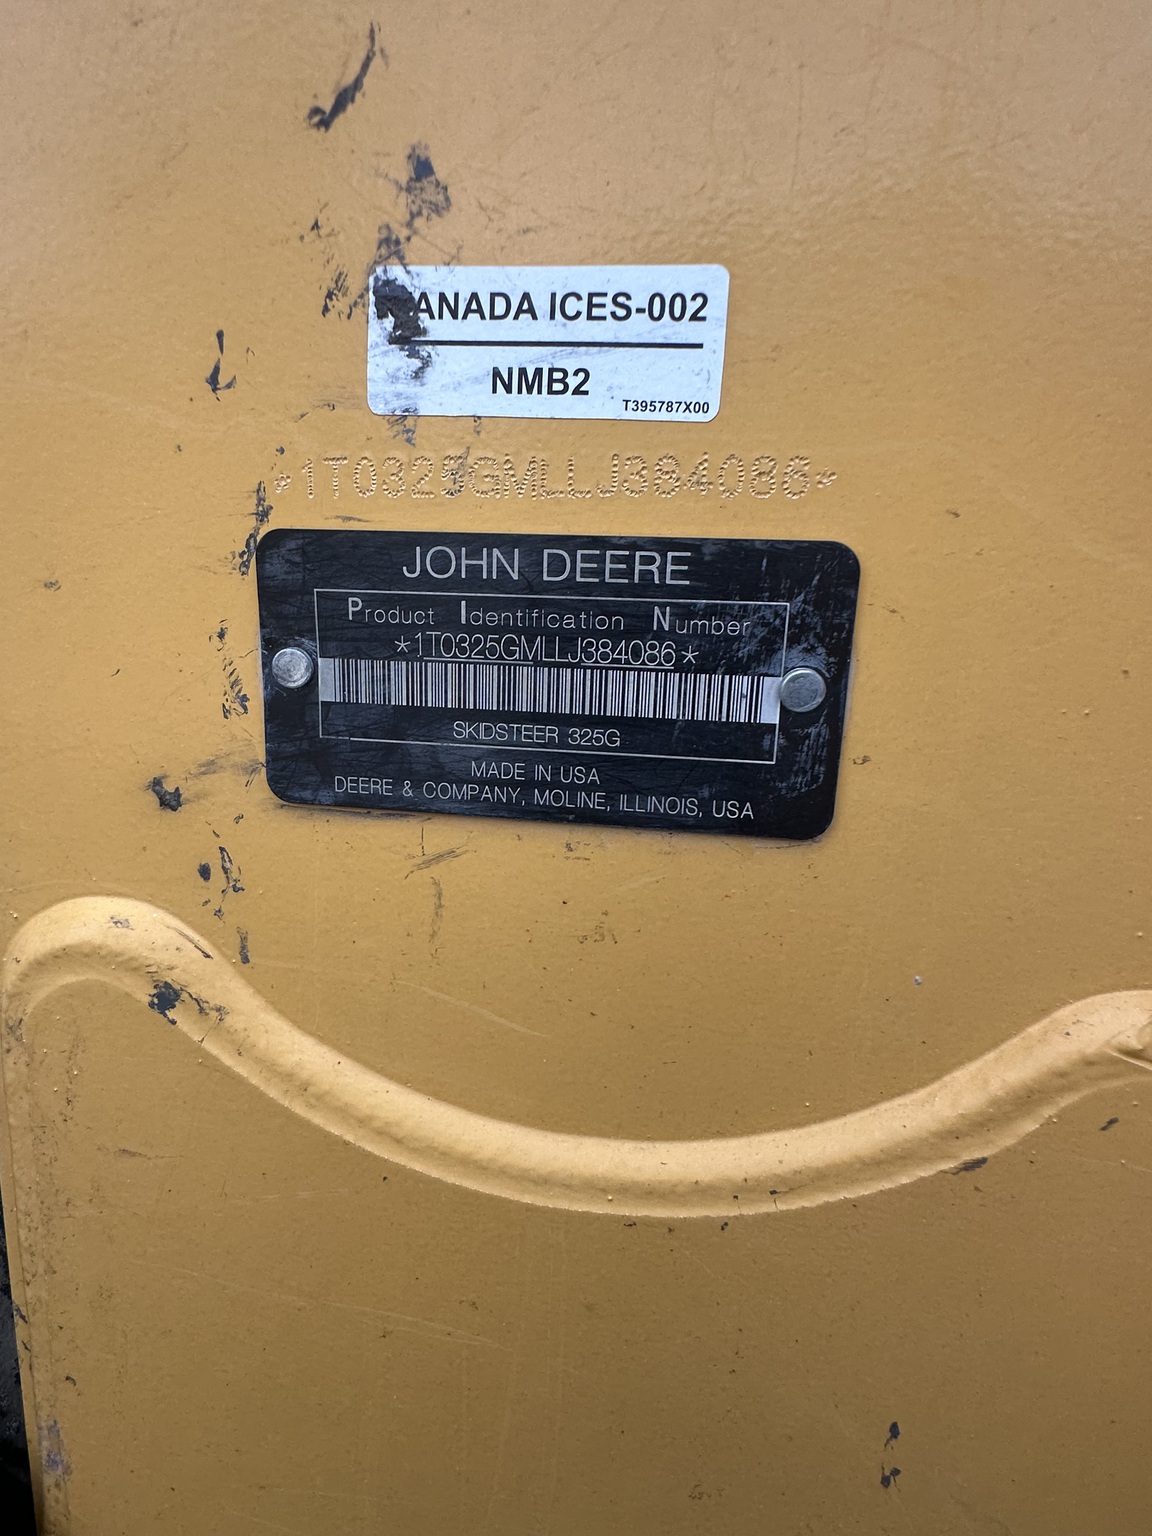 CANADA ICES-002
NMB2
T395787X00
*1T0325GMLLJ384086*
JOHN DEERE
Product Identification Number
*1T0325GMLLJ384086*
SKIDSTEER 325G
MADE IN USA
DEERE & COMPANY, MOLINE, ILLINOIS, USA